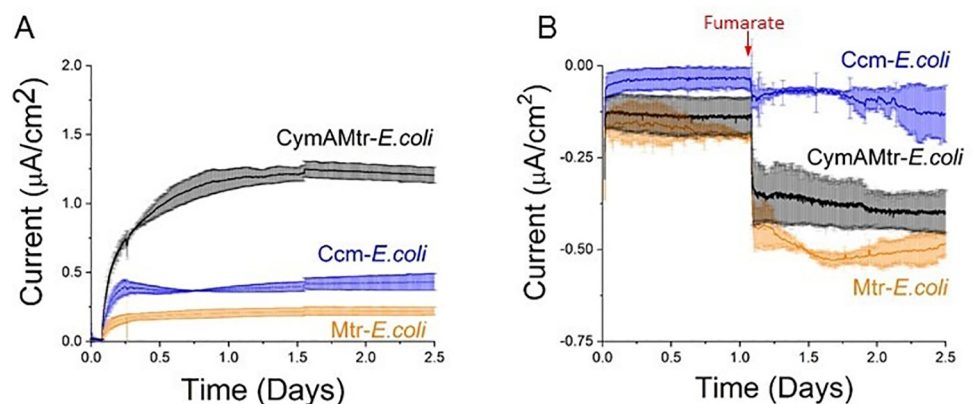 A
Current (μA/cm2)
2.0
1.5
1.0
0.5
0.0
CymAMtr-E.coli
Ccm-E.coli
Mtr-E.coli
0.0 0.5 1.0 1.5 2.0 2.5
Time (Days)
B
Fumarate
Current (μA/cm2)
0.00
-0.25
-0.50
-0.75
Ccm-E.coli
CymAMtr-E.coli
Mtr-E.coli
0.0 0.5 1.0 1.5 2.0 2.5
Time (Days)